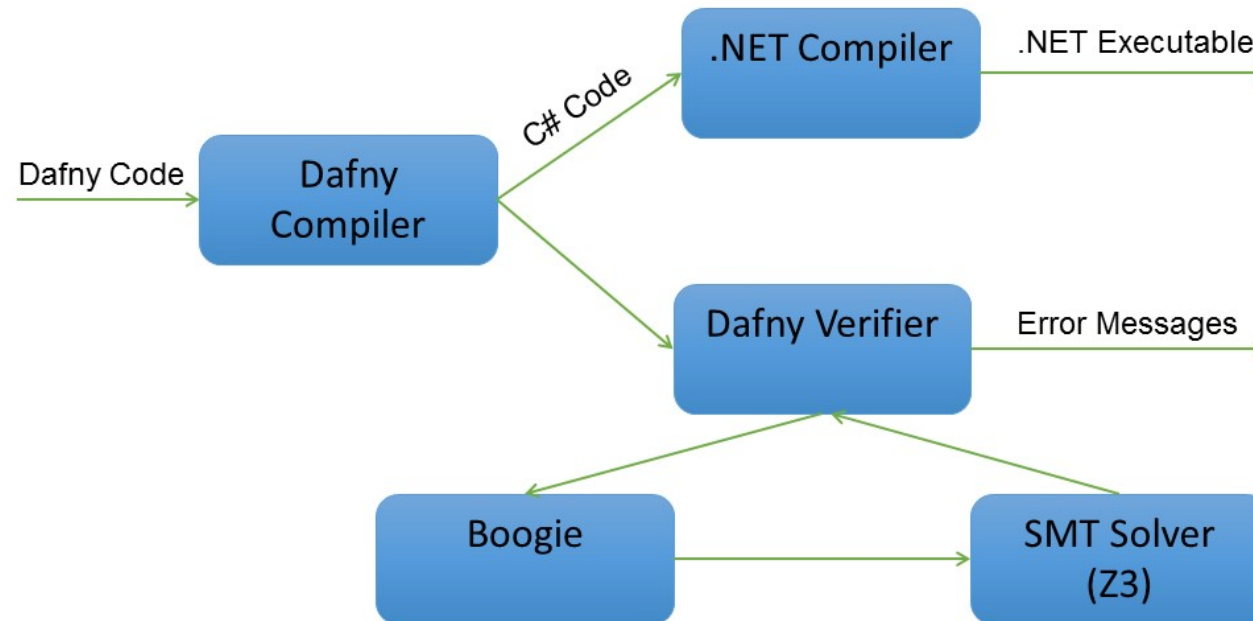 .NET Compiler
.NET Executable
C# Code
Dafny Code
Dafny
Compiler
Dafny Verifier
Error Messages
Boogie
SMT Solver
(Z3)